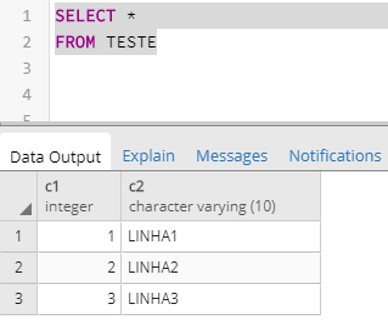 1 SELECT *
2 FROM TESTE
3
4
Data Output Explain Messages Notifications
c1 c2
integer character varying (10)
1 1 LINHA1
2 2 LINHA2
3 3 LINHA3